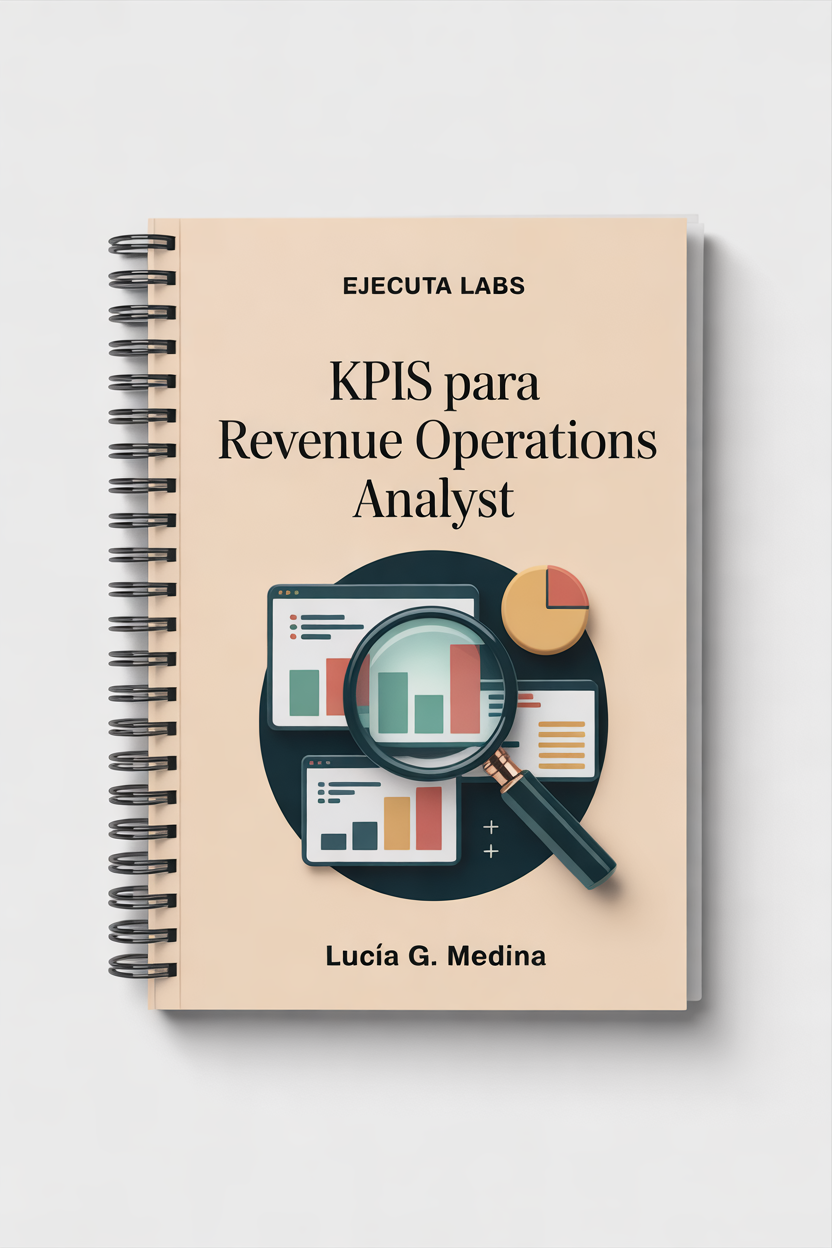 EJECUTA LABS
KPIS para
Revenue Operations
Analyst
Lucía G. Medina